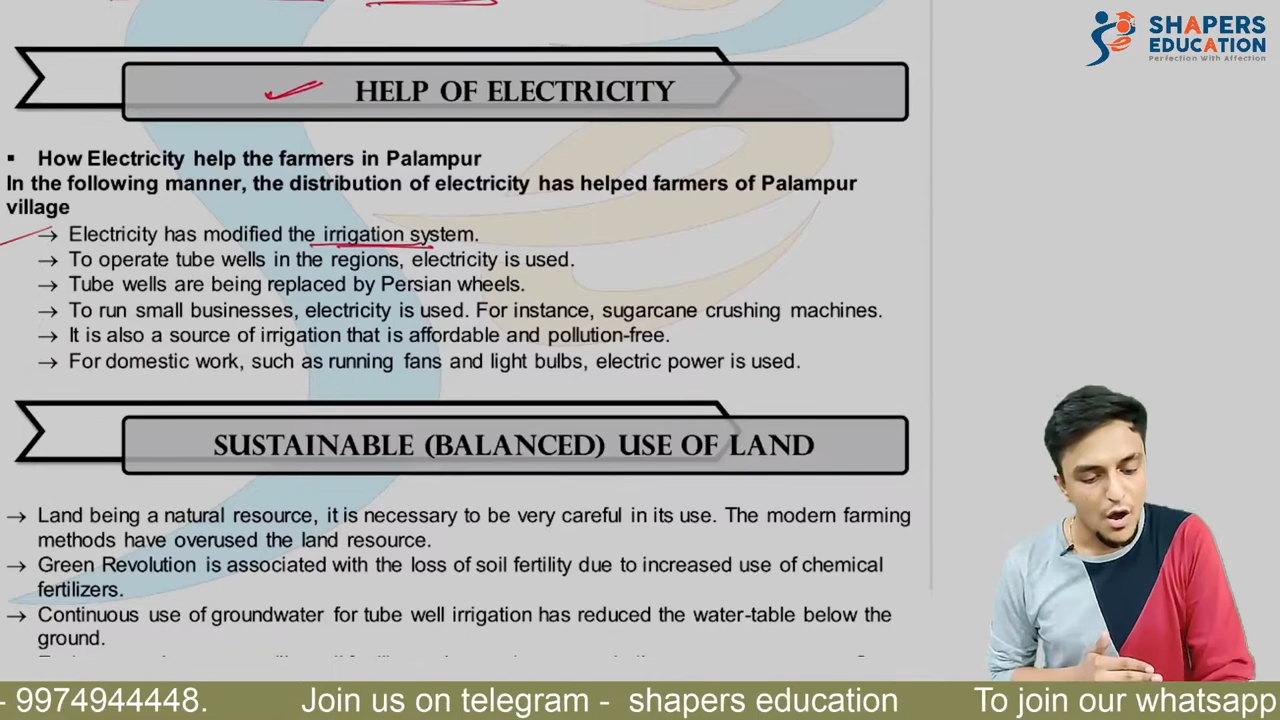 SHAPERS
EDUCATION
Perfection With Affection
HELP OF ELECTRICITY
▪ How Electricity help the farmers in Palampur
In the following manner, the distribution of electricity has helped farmers of Palampur
village
→ Electricity has modified the irrigation system.
→ To operate tube wells in the regions, electricity is used.
→ Tube wells are being replaced by Persian wheels.
→ To run small businesses, electricity is used. For instance, sugarcane crushing machines.
→ It is also a source of irrigation that is affordable and pollution-free.
→ For domestic work, such as running fans and light bulbs, electric power is used.
SUSTAINABLE (BALANCED) USE OF LAND
→ Land being a natural resource, it is necessary to be very careful in its use. The modern farming
methods have overused the land resource.
→ Green Revolution is associated with the loss of soil fertility due to increased use of chemical
fertilizers.
→ Continuous use of groundwater for tube well irrigation has reduced the water-table below the
ground.
- 9974944448. Join us on telegram - shapers education To join our whatsapp